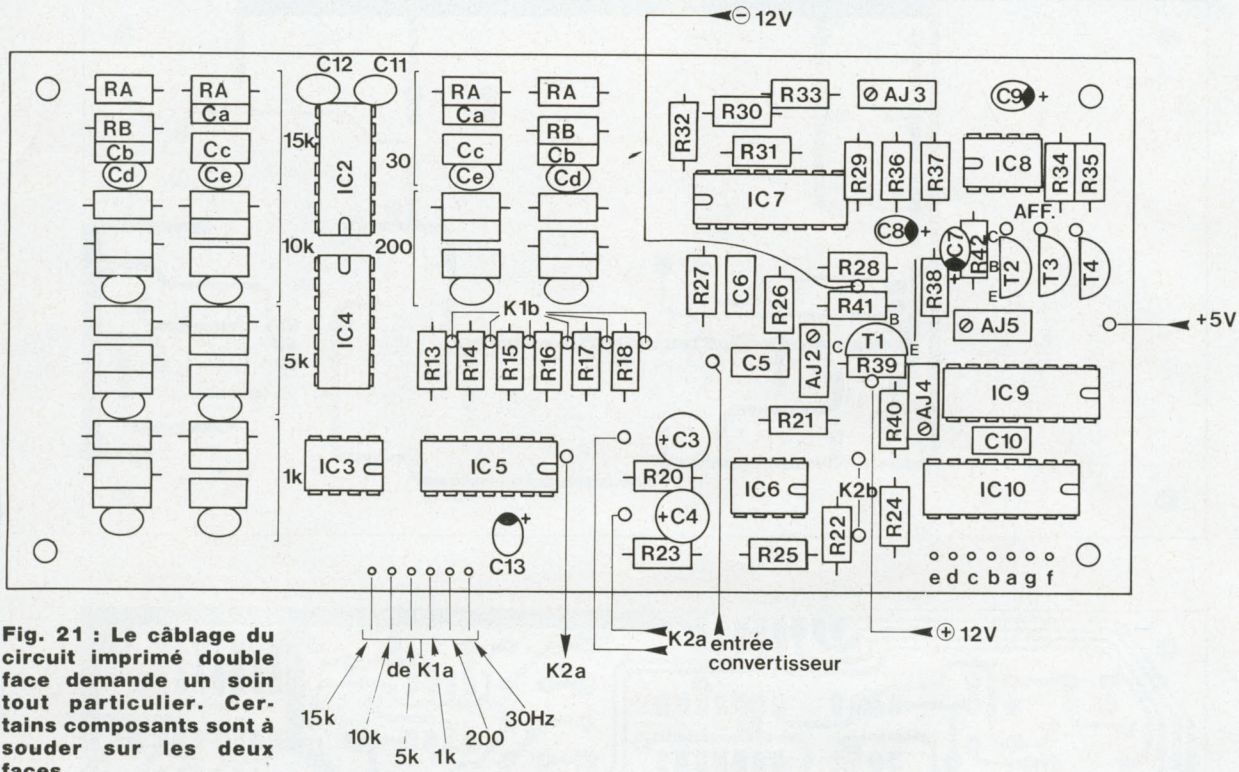 ⊖ 12V
C12 C11
RA RA RA RA R33 AJ3 C9 +
Ca Ca R30
RB 15k R32 RB
Cb Cc 30 Cc Cb R31 R29 R36 R37 IC8 R34 R35
Cd Ce IC2 Ce Cd
IC7 AFF.
10k 200 C8 + C7 R42 C B E T2 T3 T4
R27 C6 R28 R38 +
K1b R26 R41 B
IC4 AJ5 +5V
5k R13 R14 R15 R16 R17 R18 C5 AJ2 C T1 E
R39
R40 AJ4 IC9
R21
+C3 C10
1k IC3 IC5 R20 IC6 K2b IC10
+C4 R22 R24
+ R23 R25
C13 e d c b a g f
K2a entrée
convertisseur
⊕ 12V
de K1a K2a
15k 10k 5k 1k 200 30Hz
Fig. 21 : Le câblage du
circuit imprimé double
face demande un soin
tout particulier. Cer-
tains composants sont à
souder sur les deux